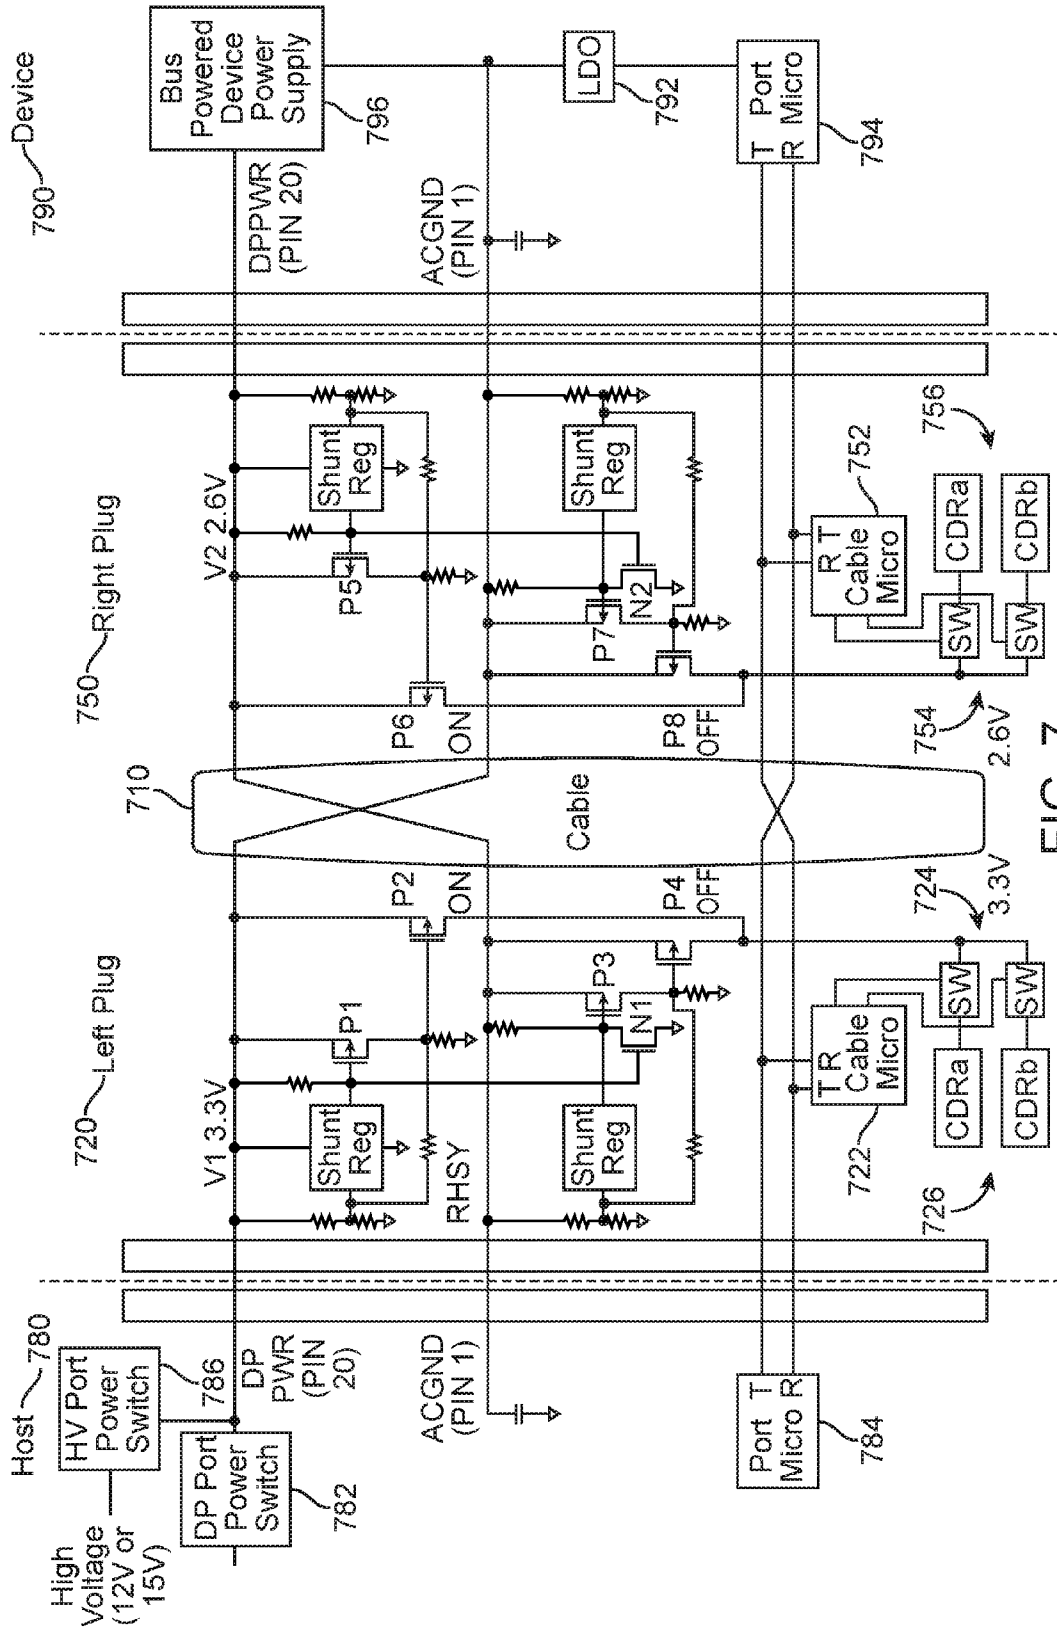 Host
780
High
Voltage
(12V or
15V)
HV Port
Power
Switch
786
DP Port
Power
Switch
782
DP
PWR
(PIN
20)
ACGND
(PIN 1)
Port
Micro
T
R
784
720
Left Plug
V1 3.3V
Shunt
Reg
P1
P2
ON
RHSY
Shunt
Reg
P3
N1
P4
OFF
T R
Cable
Micro
722
SW
SW
CDRa
CDRb
724
3.3V
726
710
Cable
750
Right Plug
V2 2.6V
Shunt
Reg
P5
P6
ON
Shunt
Reg
P7
N2
P8
OFF
R T
Cable
Micro
752
SW
SW
CDRa
CDRb
754
2.6V
756
790
Device
Bus
Powered
Device
Power
Supply
796
DPPWR
(PIN 20)
ACGND
(PIN 1)
LDO
792
T
R
Port
Micro
794
FIG. 7